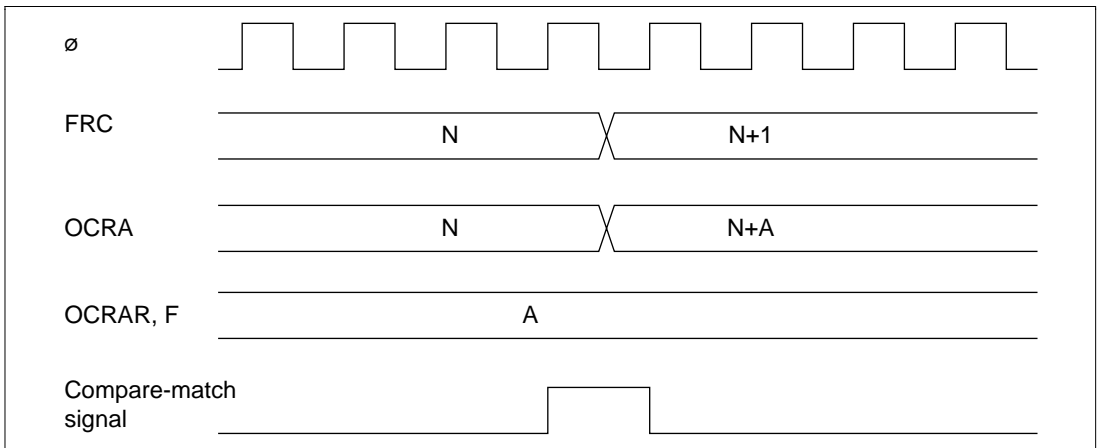 ø
FRC N N+1
OCRA N N+A
OCRAR, F A
Compare-match
signal